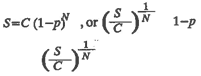 S=C(1-p)^N , or (S/C)^{1/N} 1-p
(S/C)^{1/N}